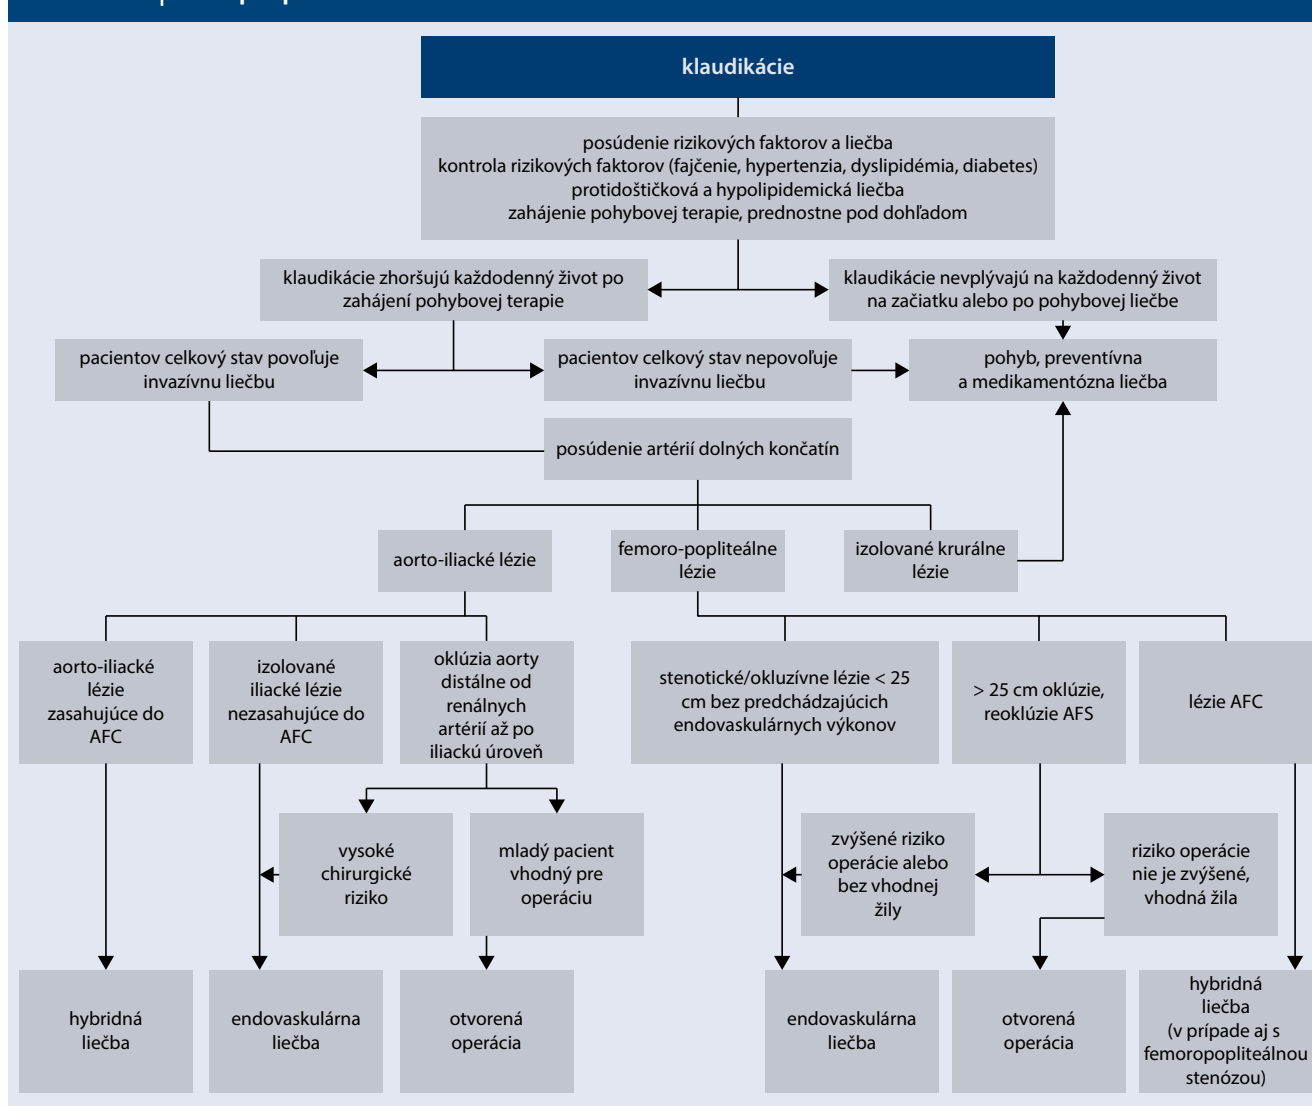 klaudikácie
posúdenie rizikových faktorov a liečba
kontrola rizikových faktorov (fajčenie, hypertenzia, dyslipidémia, diabetes)
protidoštičková a hypolipidemická liečba
zahájenie pohybovej terapie, prednostne pod dohľadom
klaudikácie zhoršujú každodenný život po
zahájení pohybovej terapie
klaudikácie nevplývajú na každodenný život
na začiatku alebo po pohybovej liečbe
pacientov celkový stav povoľuje
invazívnu liečbu
pacientov celkový stav nepovoľuje
invazívnu liečbu
pohyb, preventívna
a medikamentózna liečba
posúdenie artérií dolných končatín
aorto-iliacké lézie
femoro-popliteálne
lézie
izolované krurálne
lézie
aorto-iliacké
lézie
zasahujúce do
AFC
izolované
iliacké lézie
nezasahujúce do
AFC
oklúzia aorty
distálne od
renálnych
artérií až po
iliackú úroveň
stenotické/okluzívne lézie < 25
cm bez predchádzajúcich
endovaskulárnych výkonov
> 25 cm oklúzie,
reoklúzie AFS
lézie AFC
vysoké
chirurgické
riziko
mladý pacient
vhodný pre
operáciu
zvýšené riziko
operácie alebo
bez vhodnej
žily
riziko operácie
nie je zvýšené,
vhodná žila
hybridná
liečba
endovaskulárna
liečba
otvorená
operácia
endovaskulárna
liečba
otvorená
operácia
hybridná
liečba
(v prípade aj s
femoropopliteálnou
stenózou)